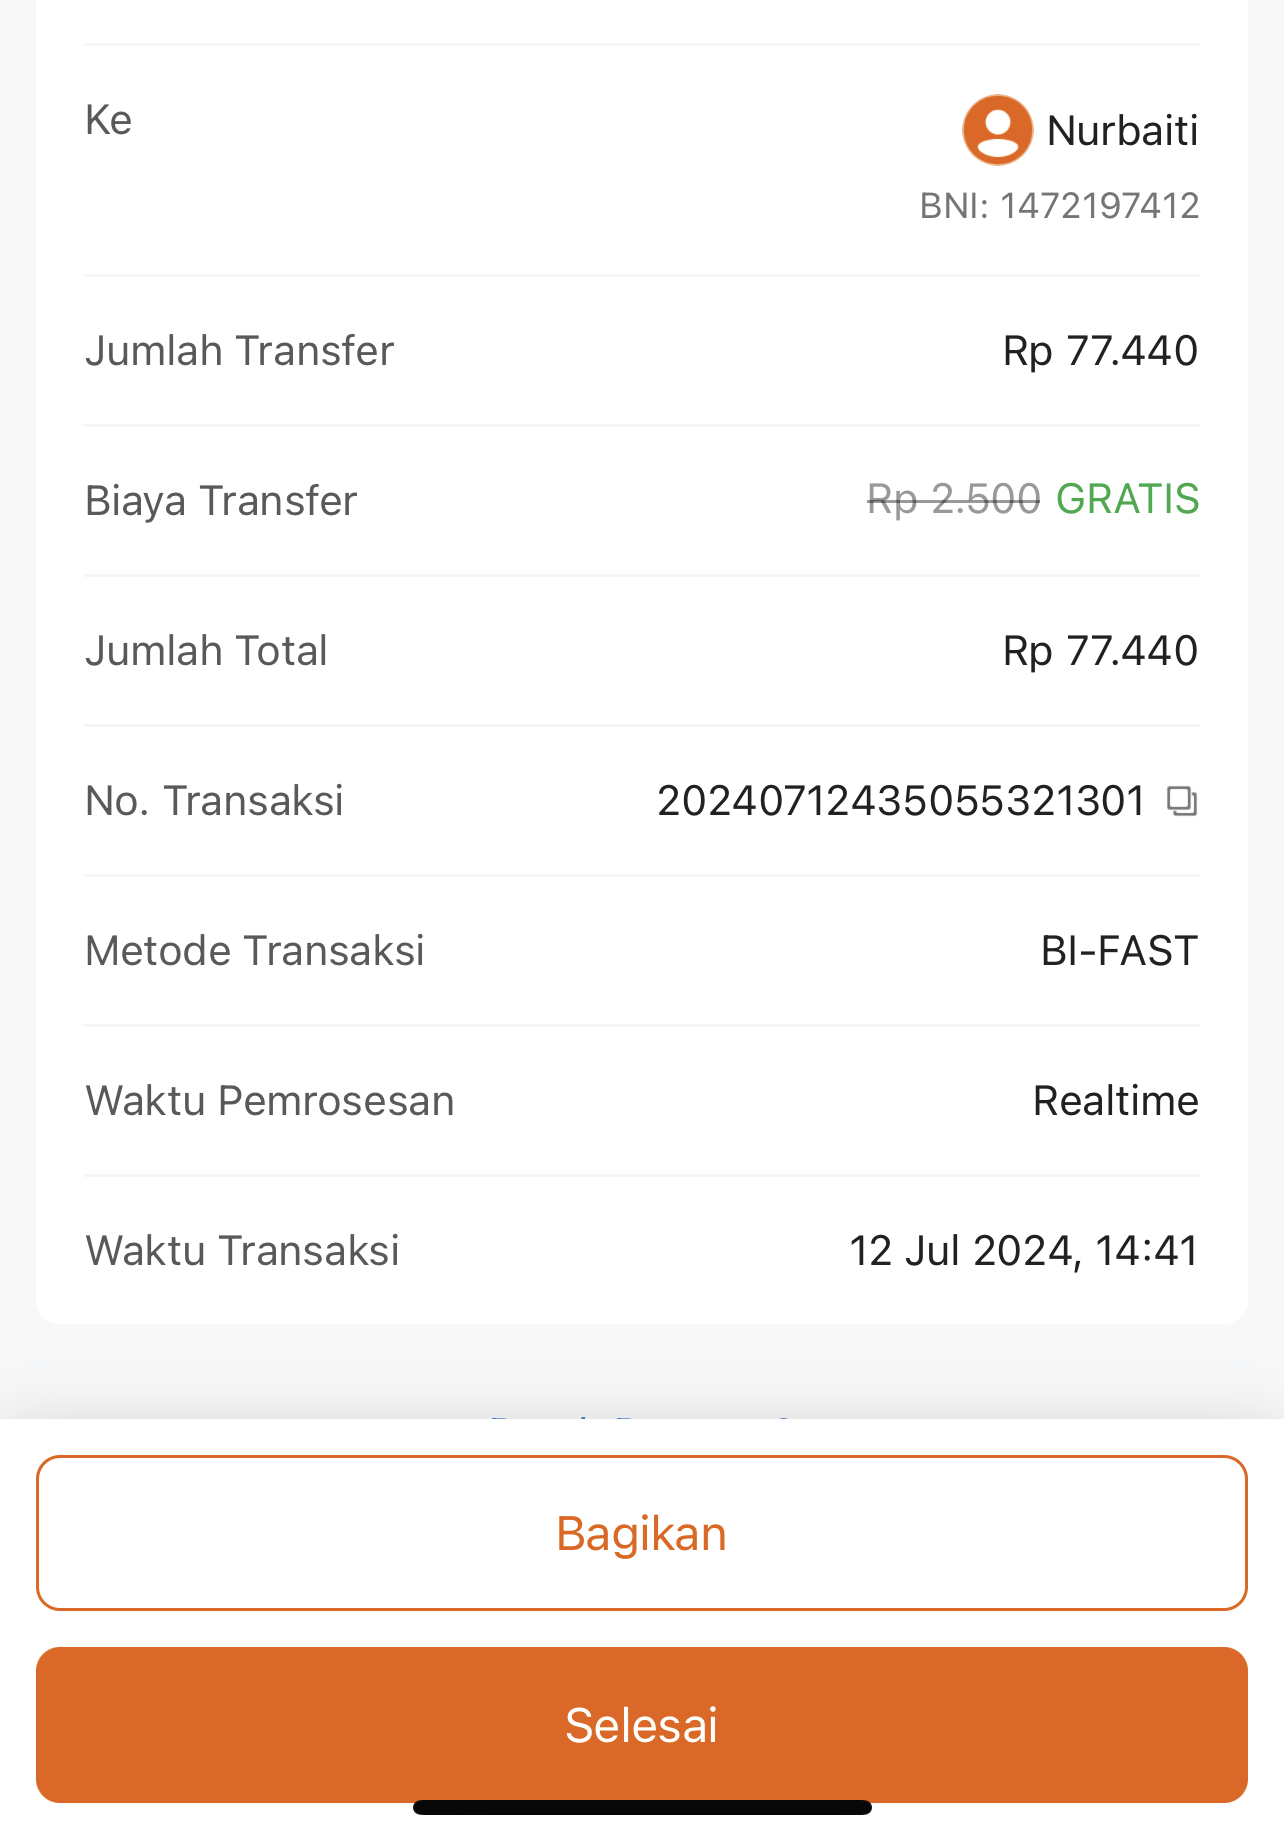 Ke
Nurbaiti
BNI: 1472197412
Jumlah Transfer Rp 77.440
Biaya Transfer Rp 2.500 GRATIS
Jumlah Total Rp 77.440
No. Transaksi 20240712435055321301
Metode Transaksi BI-FAST
Waktu Pemrosesan Realtime
Waktu Transaksi 12 Jul 2024, 14:41
Bagikan
Selesai